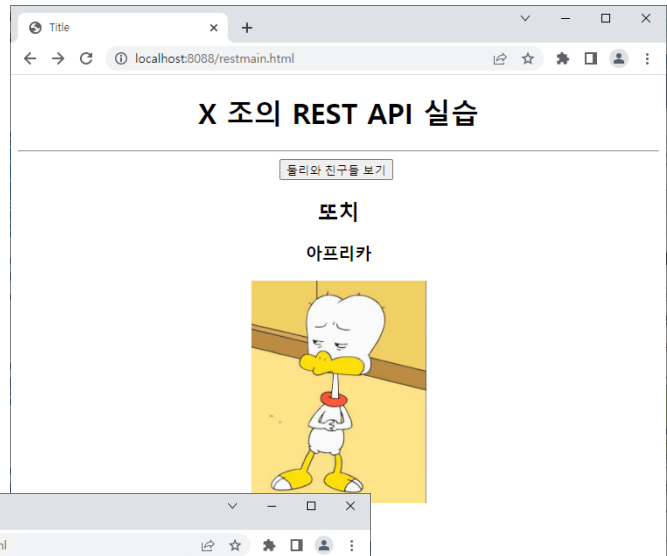 Title
localhost:8088/restmain.html
X 조의 REST API 실습
둘리와 친구들 보기
또치
아프리카